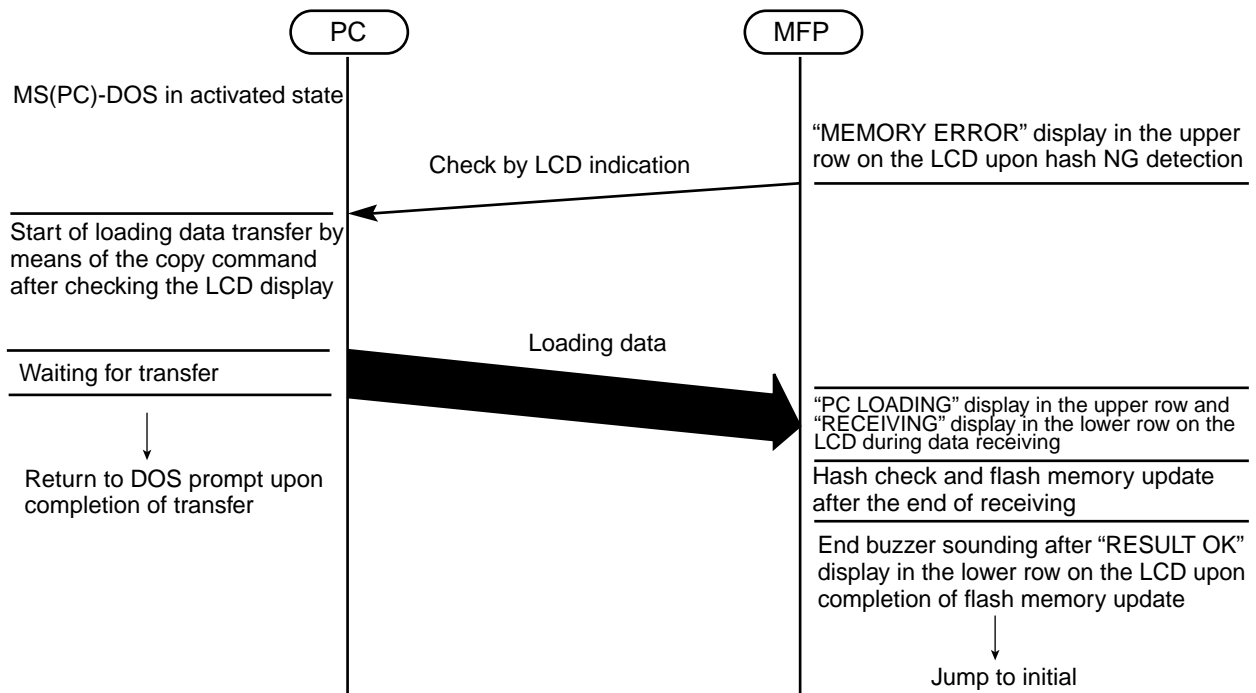 PC
MFP
MS(PC)-DOS in activated state
“MEMORY ERROR” display in the upper
row on the LCD upon hash NG detection
Check by LCD indication
Start of loading data transfer by
means of the copy command
after checking the LCD display
Loading data
Waiting for transfer
“PC LOADING” display in the upper row and
“RECEIVING” display in the lower row on the
LCD during data receiving
Return to DOS prompt upon
completion of transfer
Hash check and flash memory update
after the end of receiving
End buzzer sounding after “RESULT OK”
display in the lower row on the LCD upon
completion of flash memory update
Jump to initial